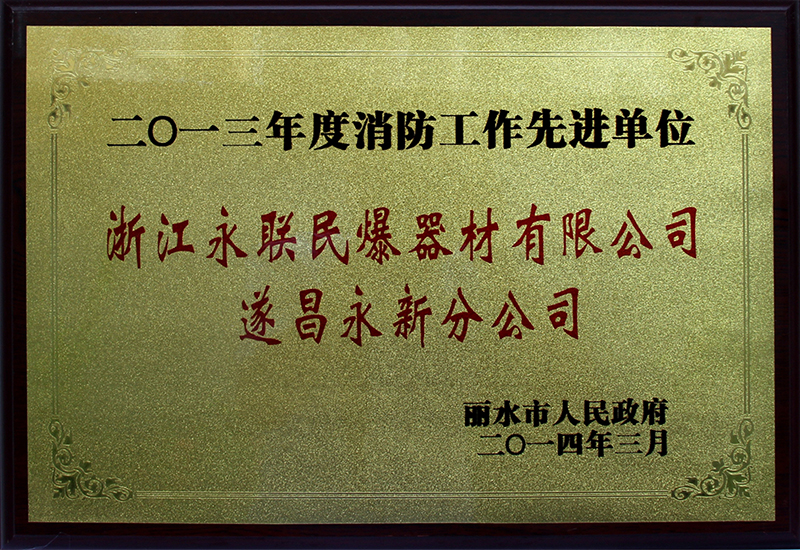 二〇一三年度消防工作先进单位
浙江永联民爆器材有限公司
遂昌永新分公司
丽水市人民政府
二〇一四年三月